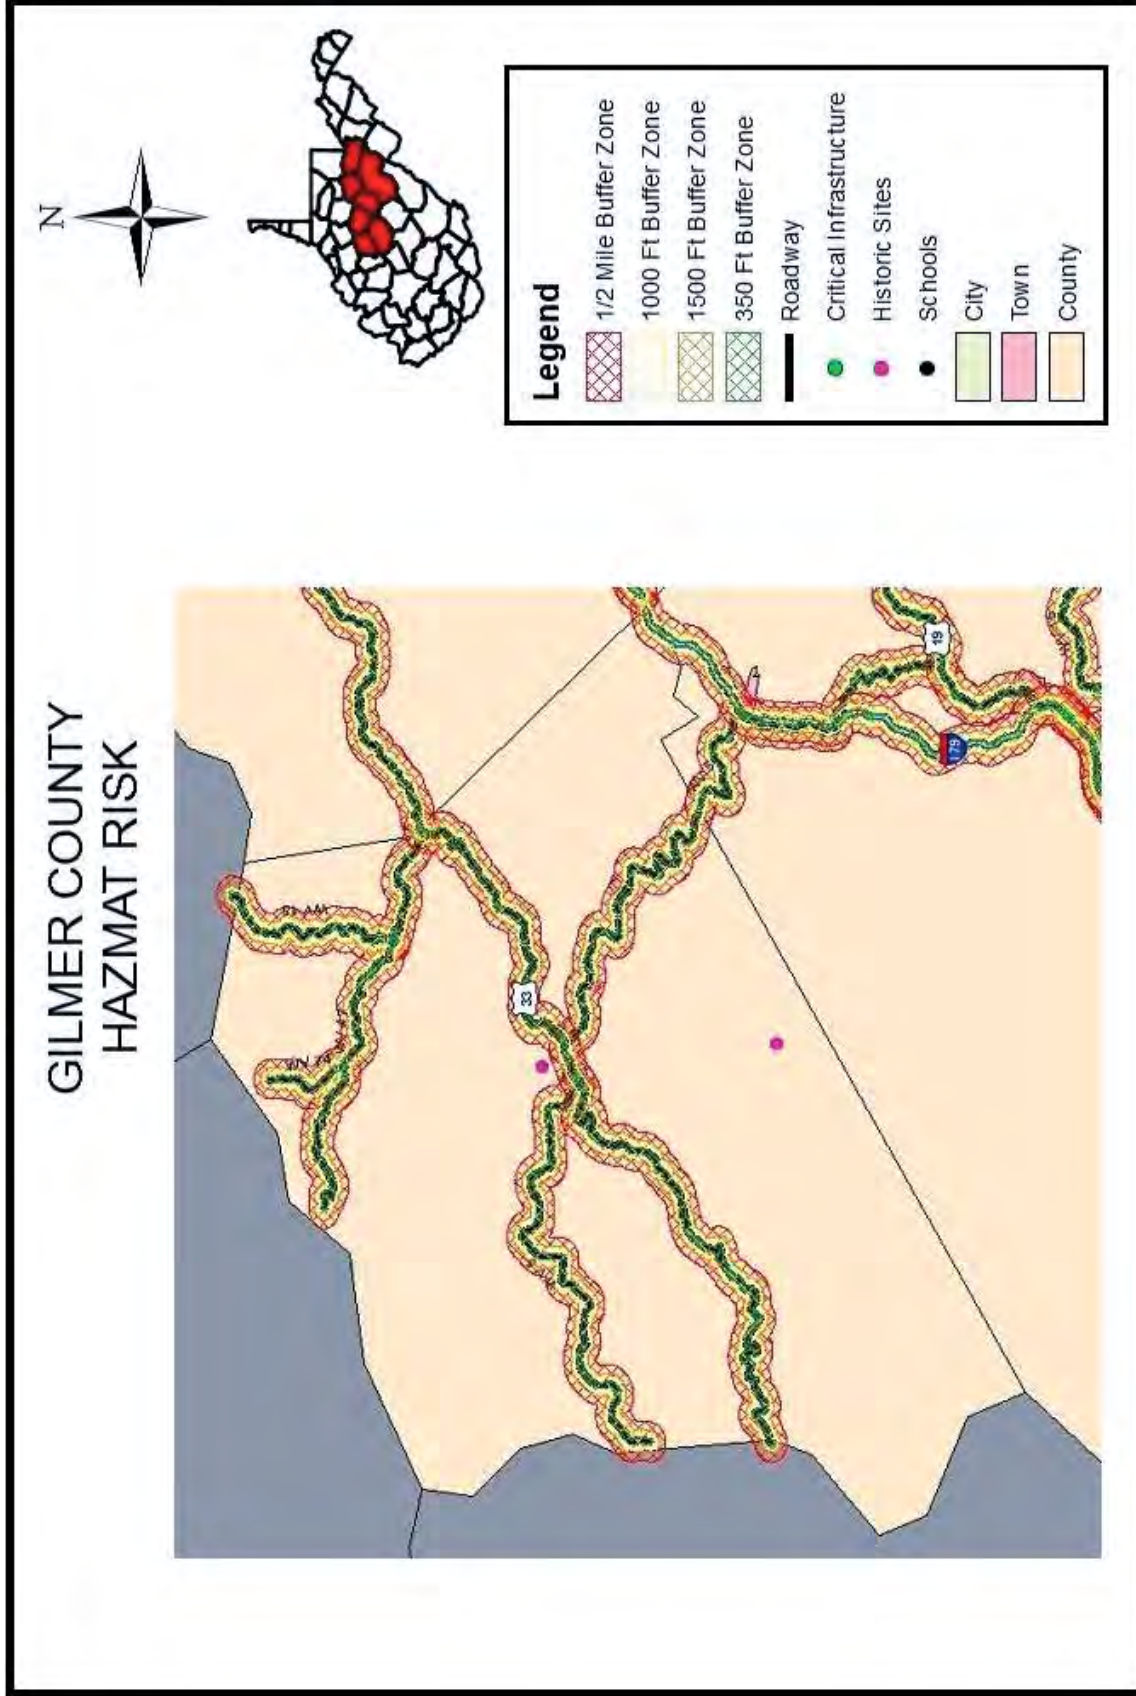 GILMER COUNTY
HAZMAT RISK
N
Legend
1/2 Mile Buffer Zone
1000 Ft Buffer Zone
1500 Ft Buffer Zone
350 Ft Buffer Zone
Roadway
Critical Infrastructure
Historic Sites
Schools
City
Town
County
33
19
I79